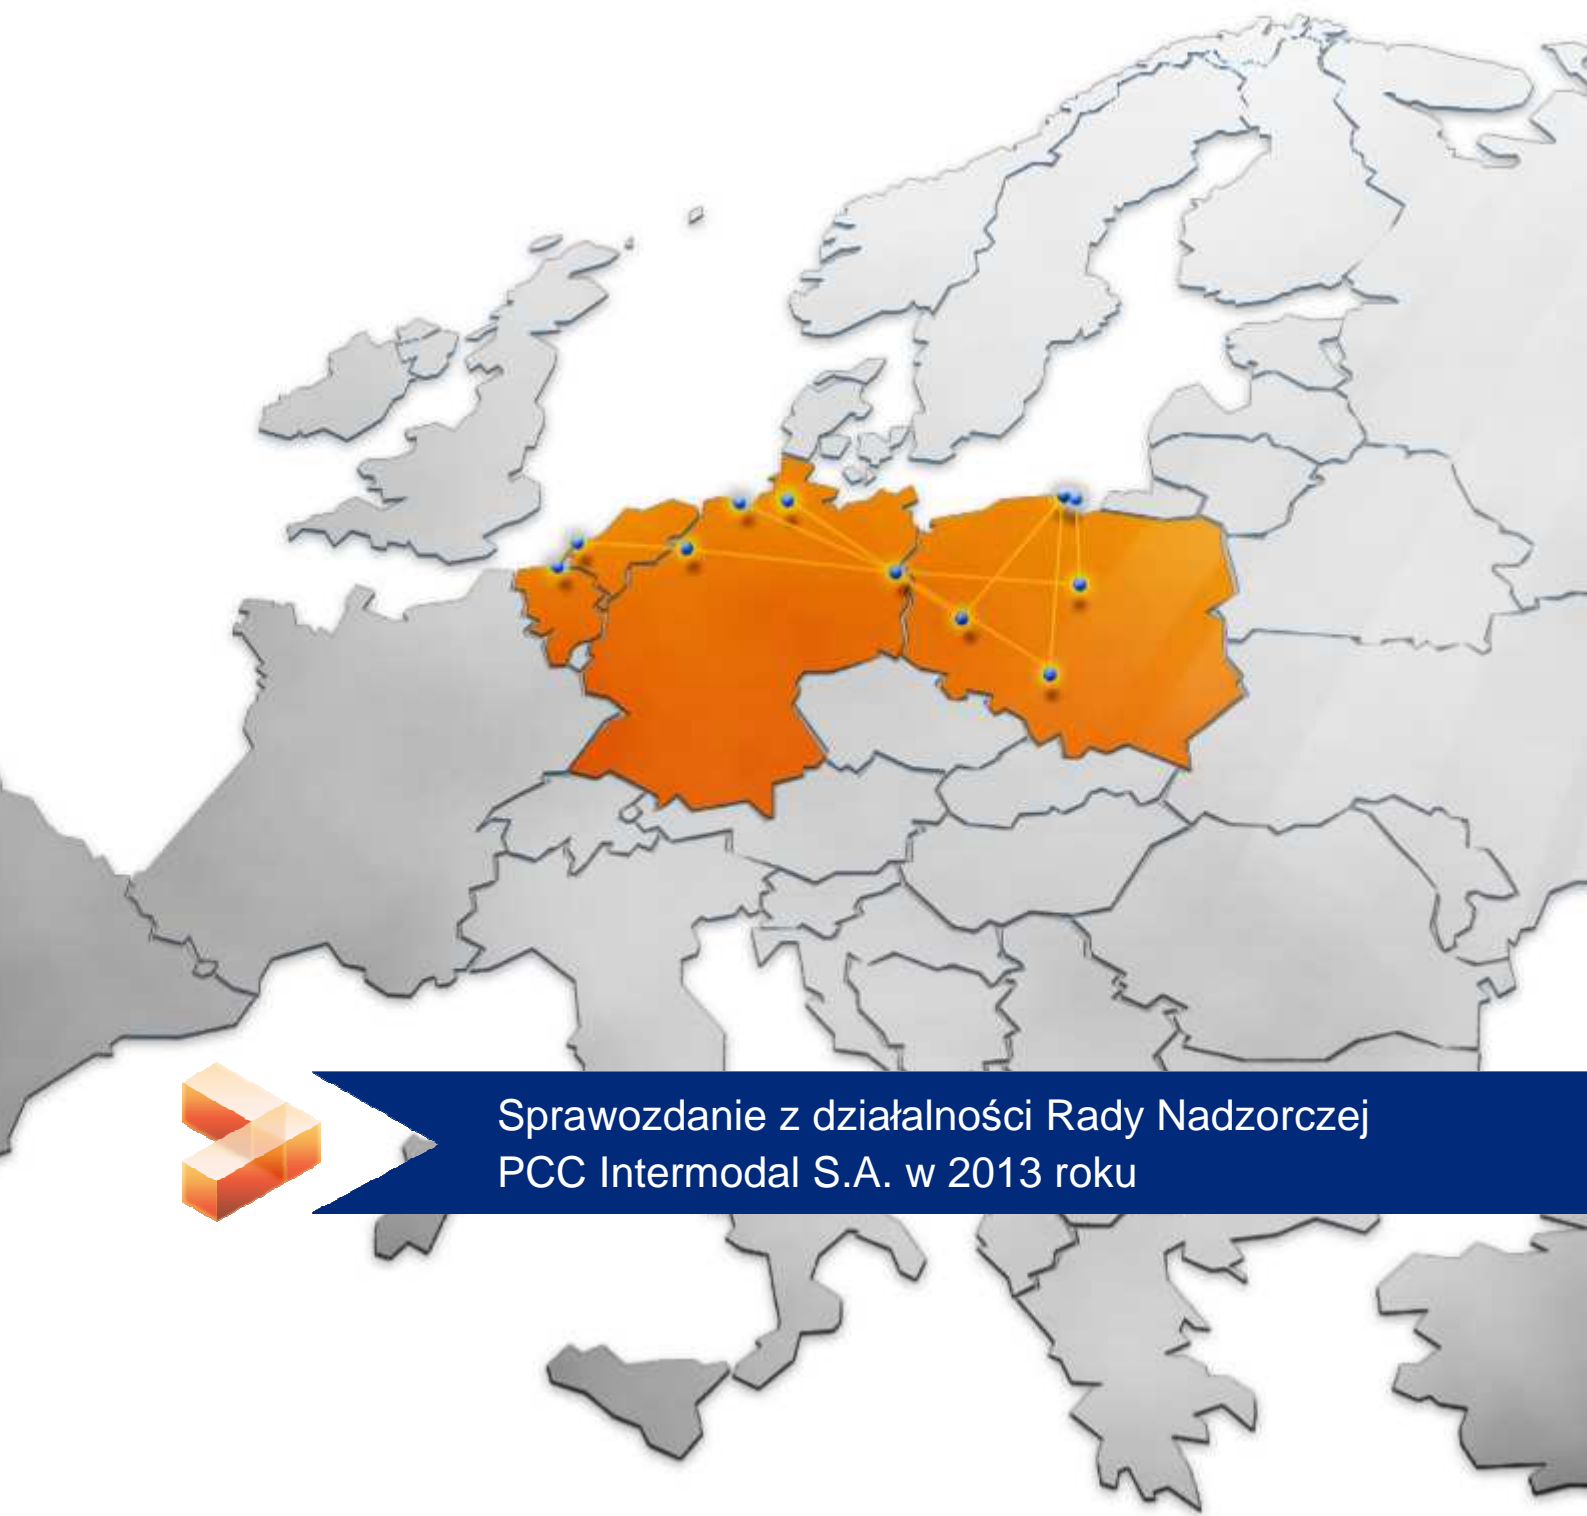 Sprawozdanie z działalności Rady Nadzorczej
PCC Intermodal S.A. w 2013 roku